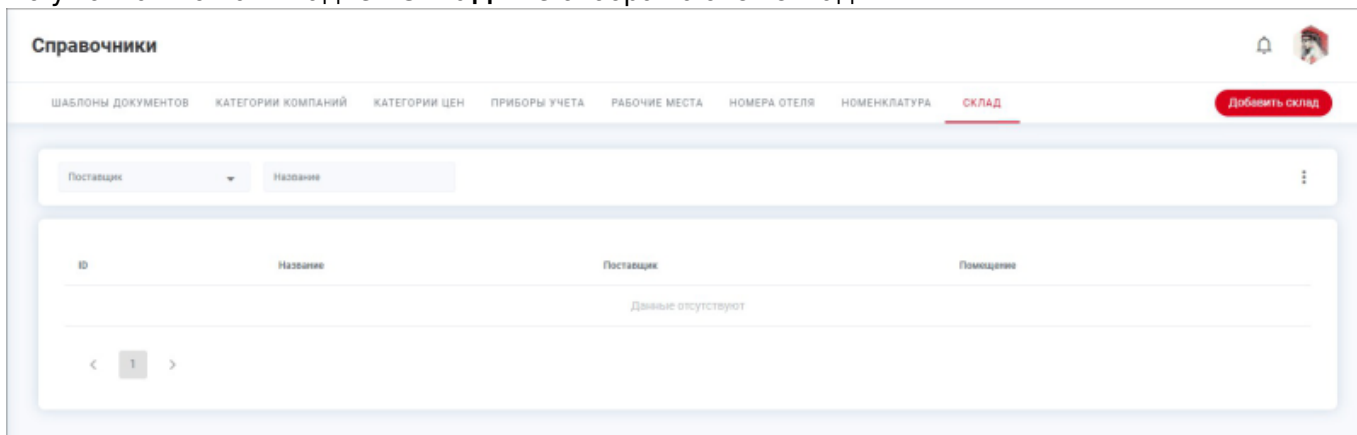 Справочники
ШАБЛОНЫ ДОКУМЕНТОВ КАТЕГОРИИ КОМПАНИЙ КАТЕГОРИИ ЦЕН ПРИБОРЫ УЧЕТА РАБОЧИЕ МЕСТА НОМЕРА ОТЕЛЯ НОМЕНКЛАТУРА СКЛАД Добавить склад
Поставщик Название
ID Название Поставщик Помещение
Данные отсутствуют
< 1 >